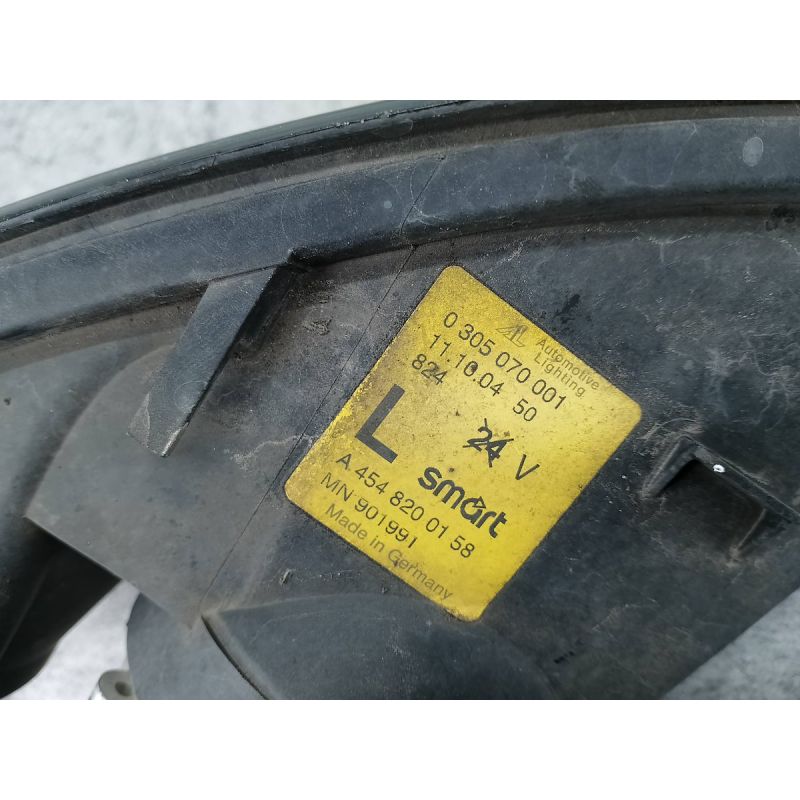 AL Automotive Lighting
0 305 070 001
11.10.04 50
824
L 24 V
smart
A 454 820 01 58
MN 901991
Made in Germany